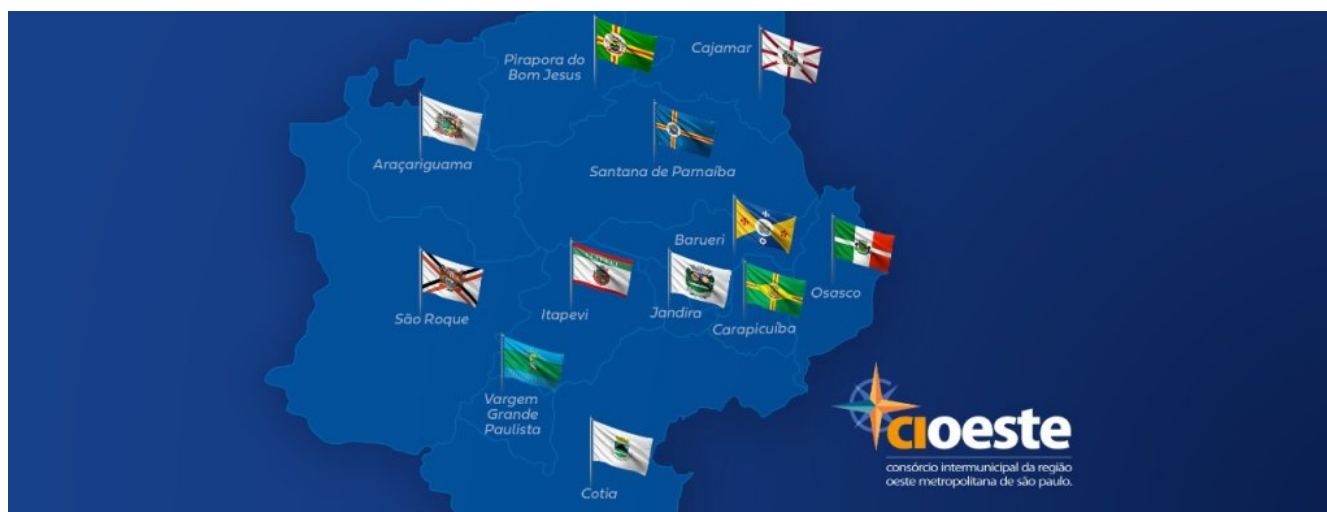 Pirapora do
Bom Jesus
Cajamar
Araçariguama
Santana de Parnaíba
Barueri
Osasco
São Roque
Itapevi
Jandira
Carapicuíba
Vargem
Grande
Paulista
Cotia
cioeste
consórcio intermunicipal da região
oeste metropolitana de são paulo.